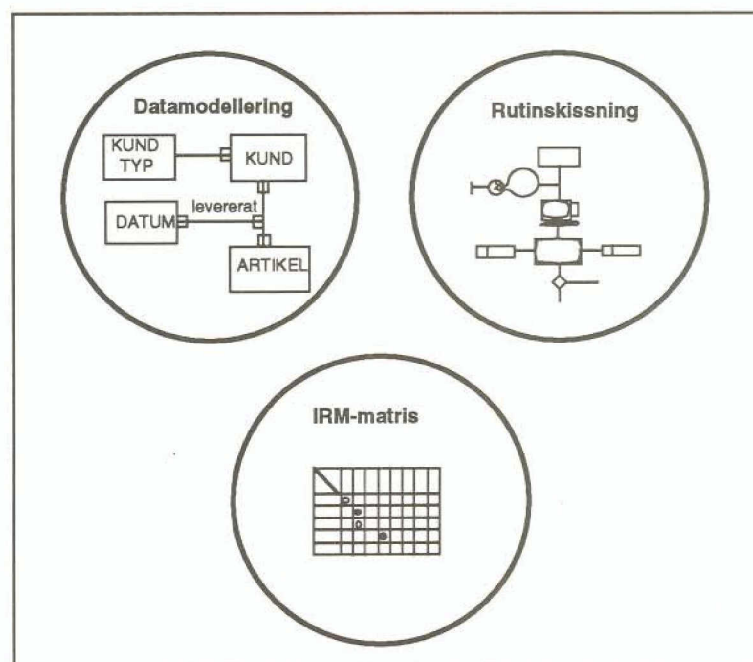 Datamodellering
KUND
TYP
KUND
levererat
DATUM
ARTIKEL
Rutinskissning
IRM-matris